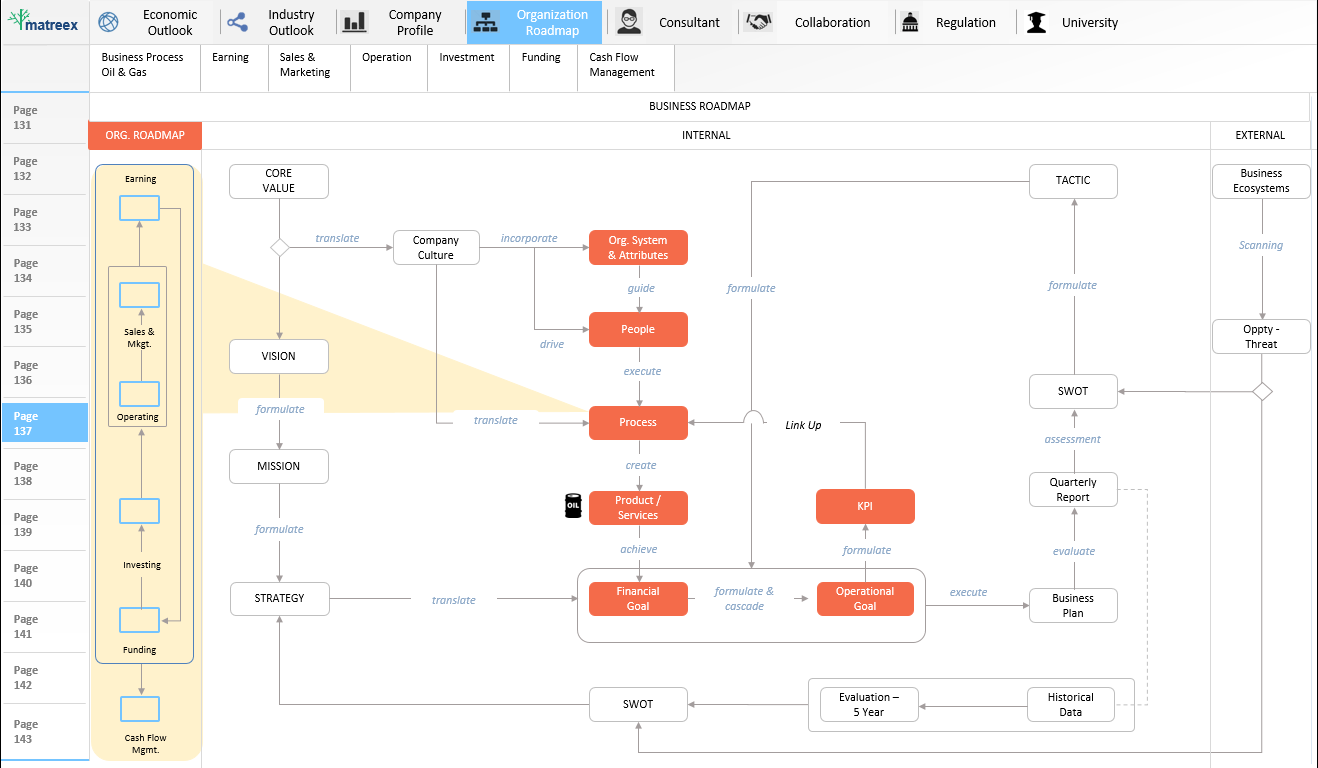 matreex
Economic
Outlook
Industry
Outlook
Company
Profile
Organization
Roadmap
Consultant
Collaboration
Regulation
University
Business Process
Oil & Gas
Earning
Sales &
Marketing
Operation
Investment
Funding
Cash Flow
Management
Page
131
Page
132
Page
133
Page
134
Page
135
Page
136
Page
137
Page
138
Page
139
Page
140
Page
141
Page
142
Page
143
BUSINESS ROADMAP
ORG. ROADMAP
INTERNAL
EXTERNAL
Earning
Sales &
Mkgt.
Operating
Investing
Funding
Cash Flow
Mgmt.
CORE
VALUE
translate
Company
Culture
incorporate
Org. System
& Attributes
guide
drive
People
execute
VISION
formulate
translate
Process
Link Up
create
MISSION
formulate
OIL
Product /
Services
achieve
KPI
formulate
STRATEGY
translate
Financial
Goal
formulate &
cascade
Operational
Goal
execute
Business
Plan
evaluate
Quarterly
Report
assessment
SWOT
formulate
TACTIC
formulate
Business
Ecosystems
Scanning
Oppty -
Threat
SWOT
Evaluation –
5 Year
Historical
Data